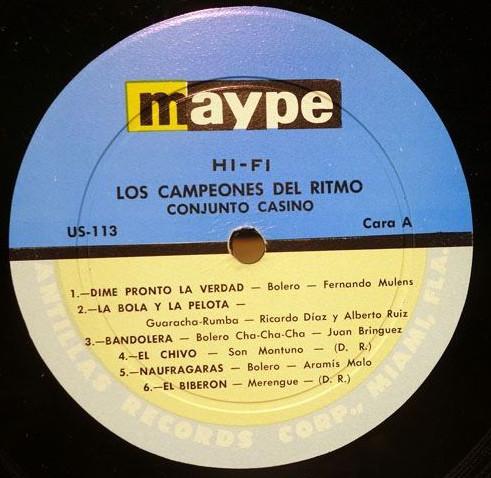 maype
HI-FI
LOS CAMPEONES DEL RITMO
CONJUNTO CASINO
US-113
Cara A
1.—DIME PRONTO LA VERDAD — Bolero — Fernando Mulens
2.—LA BOLA Y LA PELOTA —
Guaracha-Rumba — Ricardo Díaz y Alberto Ruiz
3.—BANDOLERA — Bolero Cha-Cha-Cha — Juan Bringuez
4.—EL CHIVO — Son Montuno — (D. R.)
5.—NAUFRAGARAS — Bolero — Aramís Malo
6.—EL BIBERON — Merengue — (D. R.)
ANTILLAS RECORDS CORP., MIAMI, FLA.